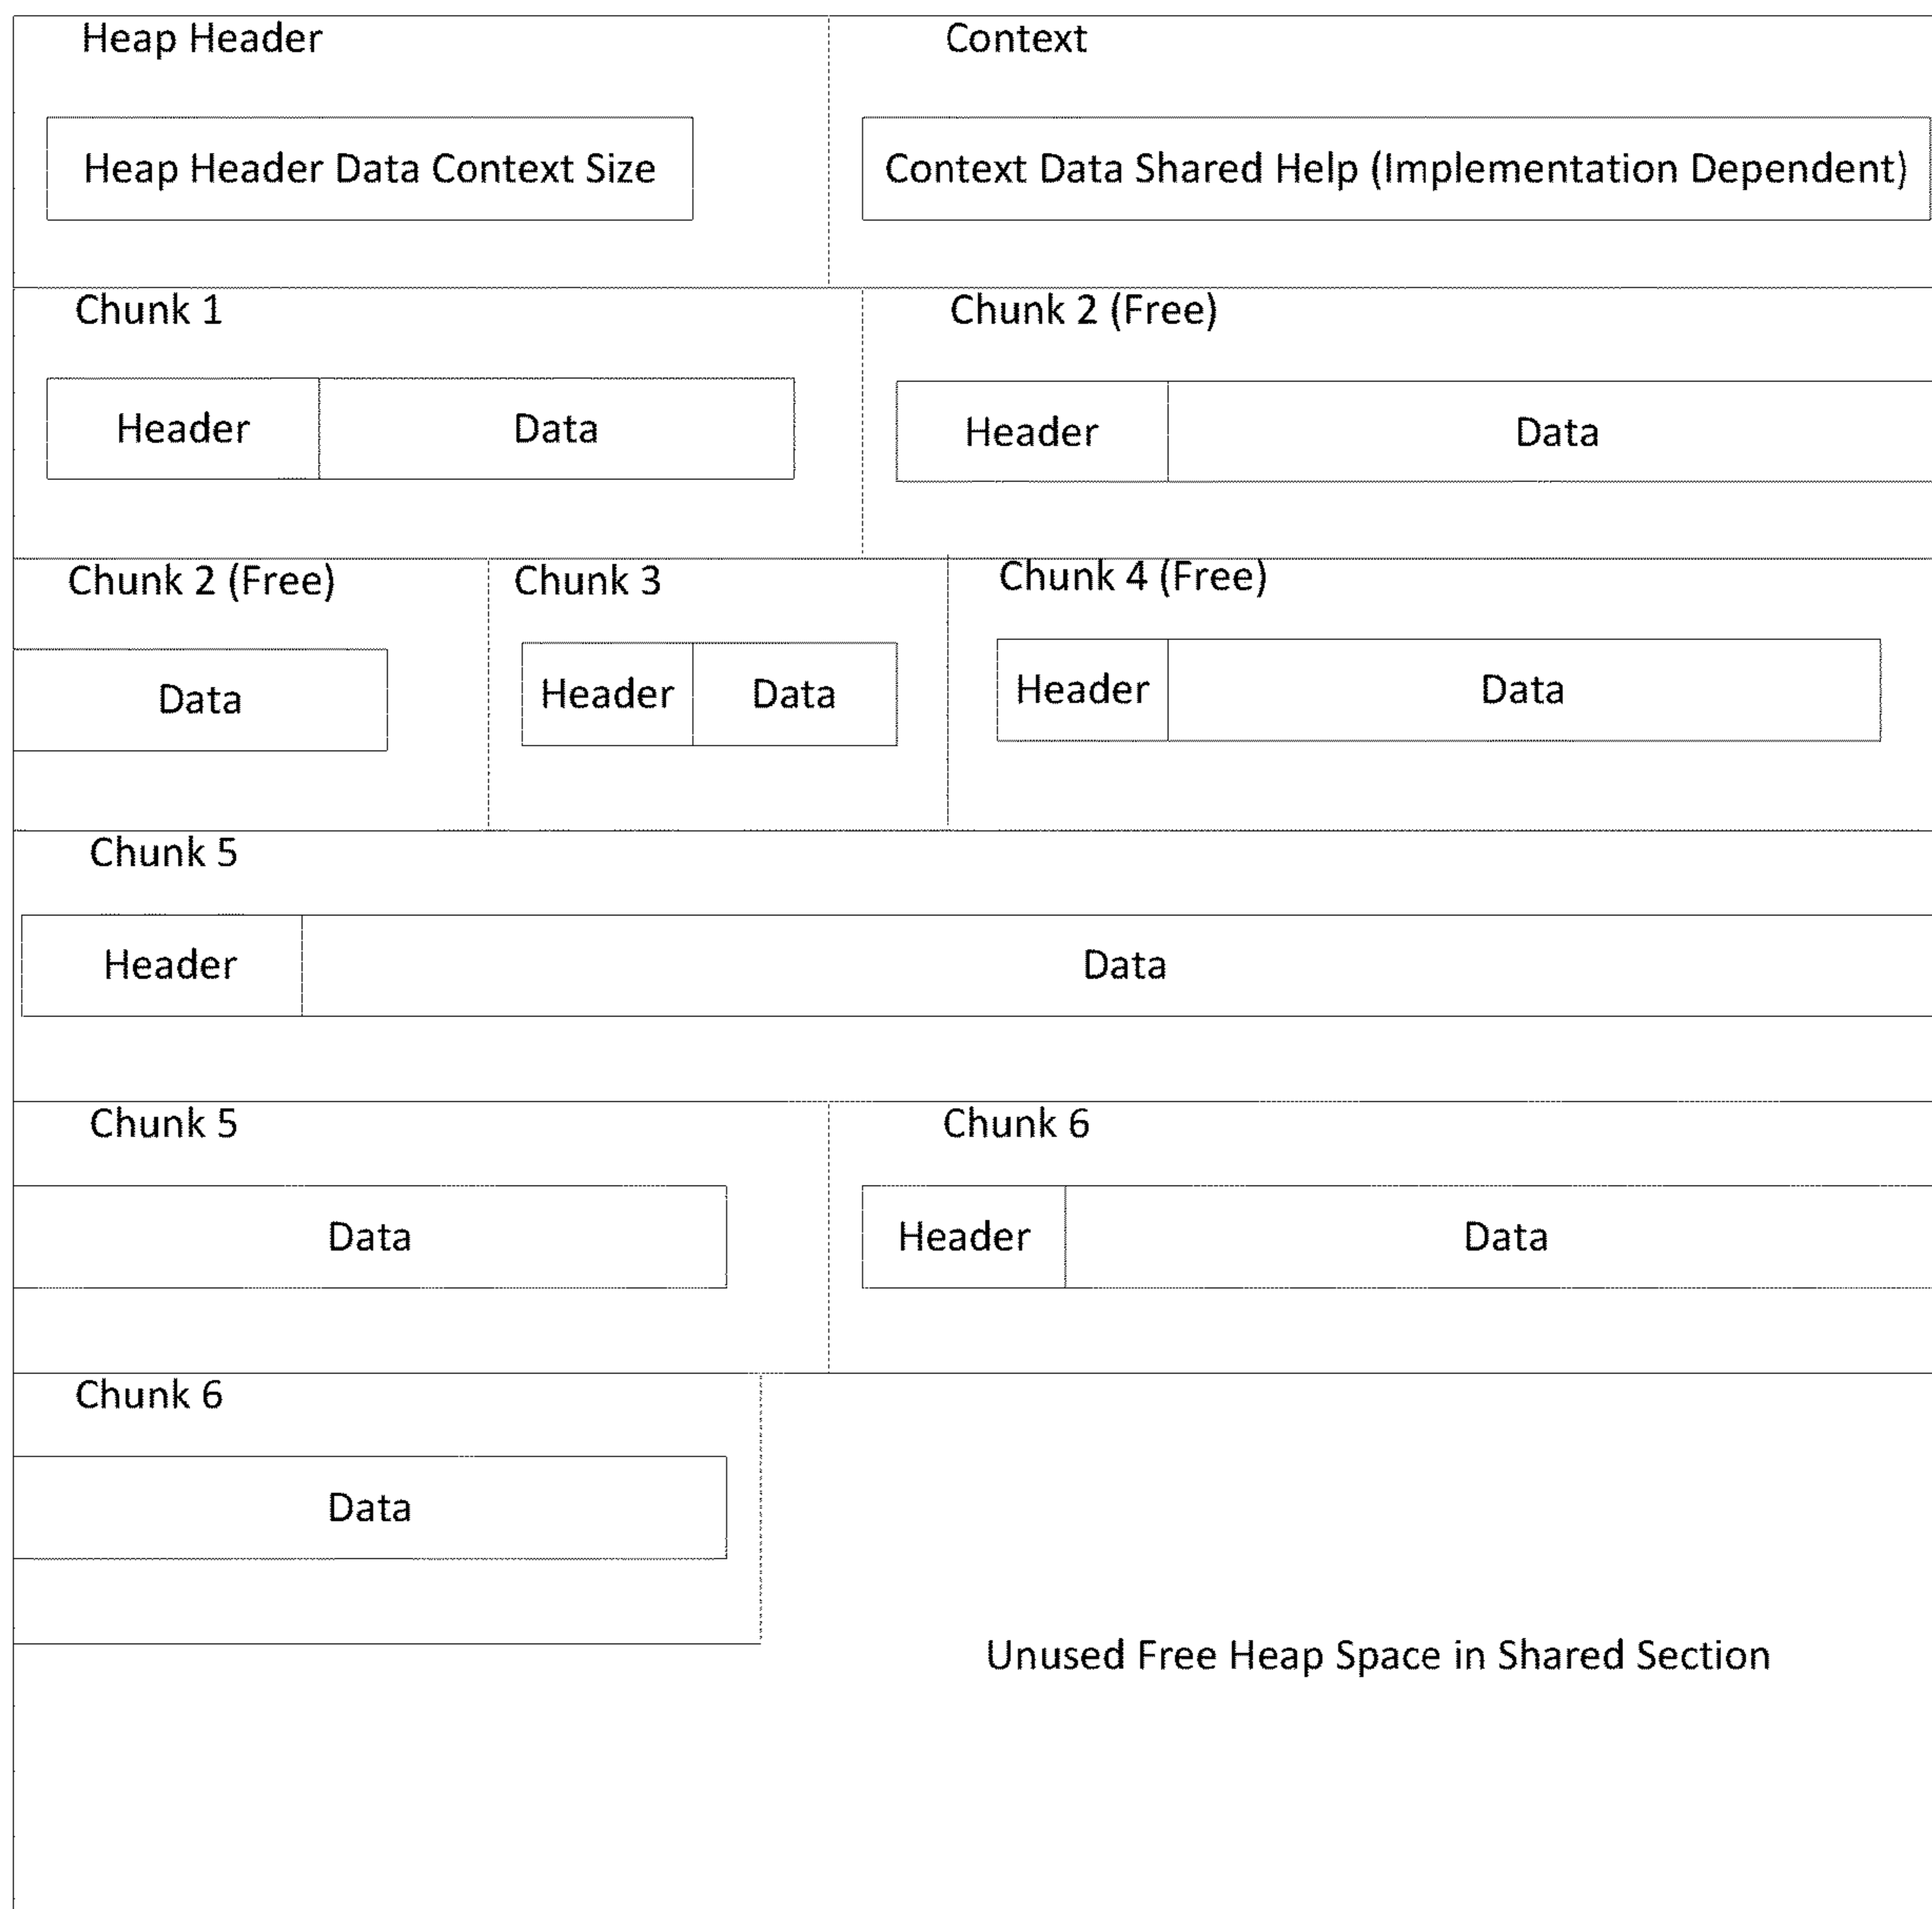 Heap Header
Context
Heap Header Data Context Size
Context Data Shared Help (Implementation Dependent)
Chunk 1
Chunk 2 (Free)
Header
Data
Header
Data
Chunk 2 (Free)
Chunk 3
Chunk 4 (Free)
Data
Header
Data
Header
Data
Chunk 5
Header
Data
Chunk 5
Chunk 6
Data
Header
Data
Chunk 6
Data
Unused Free Heap Space in Shared Section